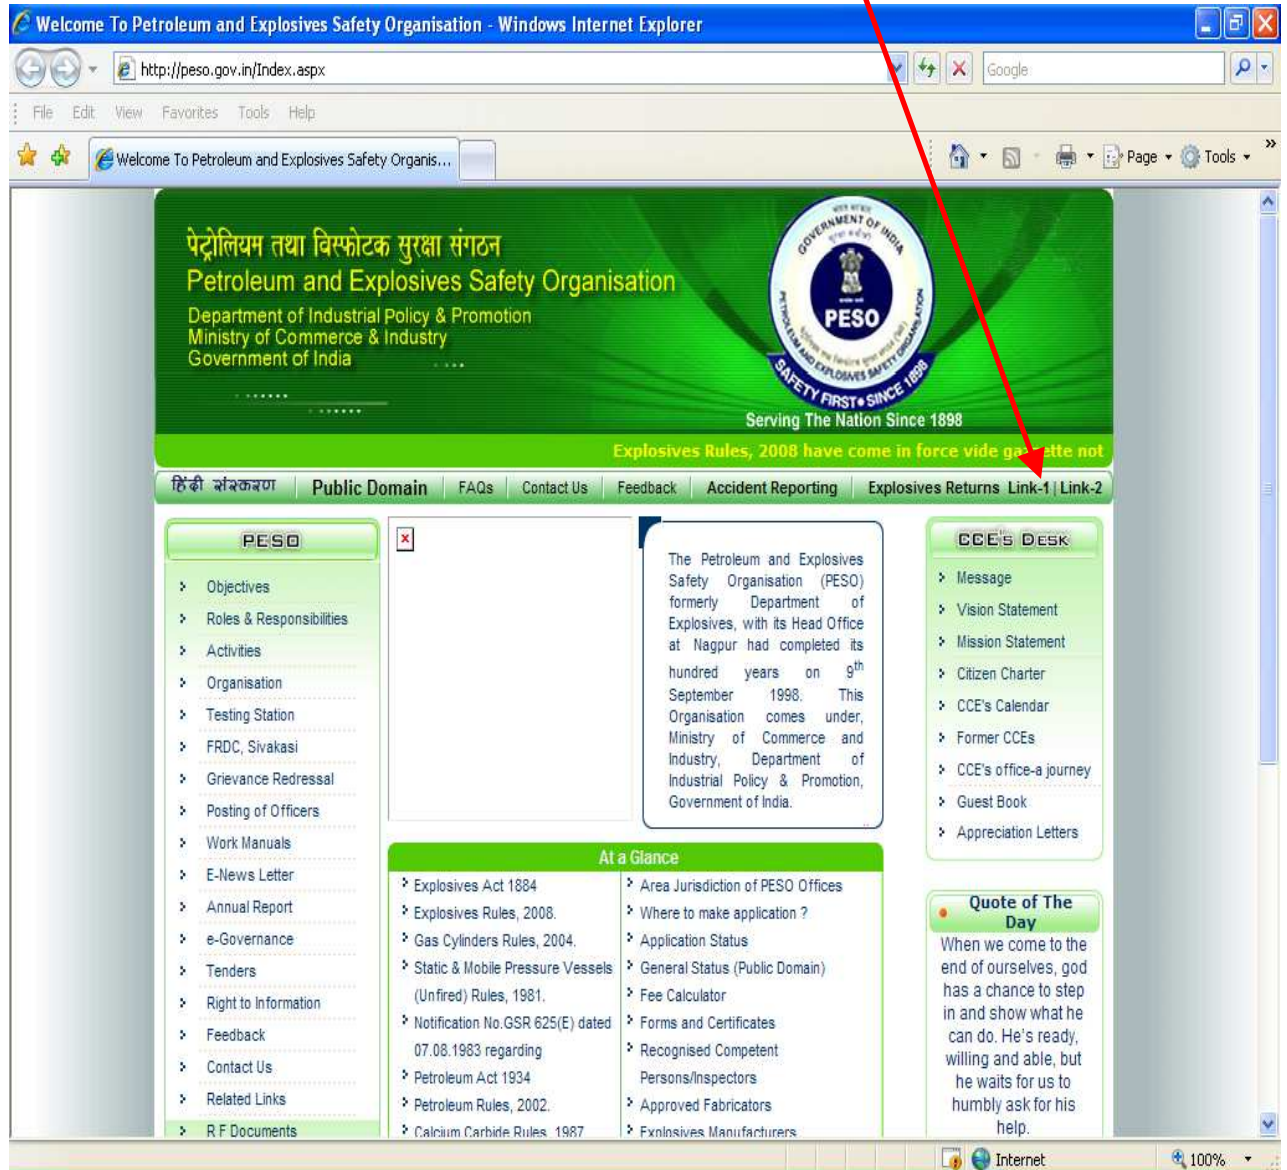 Welcome To Petroleum and Explosives Safety Organisation - Windows Internet Explorer
http://peso.gov.in/Index.aspx
Google
File Edit View Favorites Tools Help
Welcome To Petroleum and Explosives Safety Organis...
Page Tools
पेट्रोलियम तथा विस्फोटक सुरक्षा संगठन
Petroleum and Explosives Safety Organisation
Department of Industrial Policy & Promotion
Ministry of Commerce & Industry
Government of India
GOVERNMENT OF INDIA
PESO
PETROLEUM AND EXPLOSIVES SAFETY ORGANISATION
SAFETY FIRST • SINCE 1898
Serving The Nation Since 1898
Explosives Rules, 2008 have come in force vide gazette not
हिंदी संस्करण Public Domain FAQs Contact Us Feedback Accident Reporting Explosives Returns Link-1 | Link-2
PESO
Objectives
Roles & Responsibilities
Activities
Organisation
Testing Station
FRDC, Sivakasi
Grievance Redressal
Posting of Officers
Work Manuals
E-News Letter
Annual Report
e-Governance
Tenders
Right to Information
Feedback
Contact Us
Related Links
R F Documents
The Petroleum and Explosives
Safety Organisation (PESO)
formerly Department of
Explosives, with its Head Office
at Nagpur had completed its
hundred years on 9th
September 1998. This
Organisation comes under,
Ministry of Commerce and
Industry, Department of
Industrial Policy & Promotion,
Government of India.
At a Glance
Explosives Act 1884
Explosives Rules, 2008.
Gas Cylinders Rules, 2004.
Static & Mobile Pressure Vessels
(Unfired) Rules, 1981.
Notification No.GSR 625(E) dated
07.08.1983 regarding
Petroleum Act 1934
Petroleum Rules, 2002.
Calcium Carbide Rules 1987
Area Jurisdiction of PESO Offices
Where to make application ?
Application Status
General Status (Public Domain)
Fee Calculator
Forms and Certificates
Recognised Competent
Persons/Inspectors
Approved Fabricators
Explosives Manufacturers
CCE's DESK
Message
Vision Statement
Mission Statement
Citizen Charter
CCE's Calendar
Former CCEs
CCE's office-a journey
Guest Book
Appreciation Letters
Quote of The
Day
When we come to the
end of ourselves, god
has a chance to step
in and show what he
can do. He's ready,
willing and able, but
he waits for us to
humbly ask for his
help.
Internet 100%